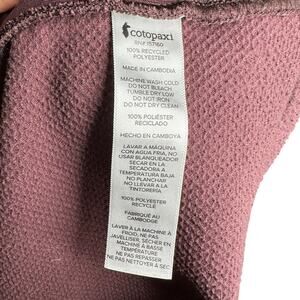 cotopaxi
RN# 157160
100% RECYCLED
POLYESTER
MADE IN CAMBODIA
MACHINE WASH COLD
DO NOT BLEACH
TUMBLE DRY LOW
DO NOT IRON
DO NOT DRY CLEAN
100% POLIÉSTER
RECICLADO
HECHO EN CAMBOYA
LAVAR A MÁQUINA
CON AGUA FRIA, NO
USAR BLANQUEADOR
SECAR EN LA
SECADORA A
TEMPERATURA BAJA
NO PLANCHAR
NO LLEVAR A LA
TINTORERÍA
100% POLYESTER
RECYCLÉ
FABRIQUÉ AU
CAMBODGE
LAVER À LA MACHINE À
FROID, NE PAS
JAVELLISER, SÉCHER EN
MACHINE À BASSE
TEMPÉRATURE
NE PAS REPASSER
NE PAS NETTOYER À SEC